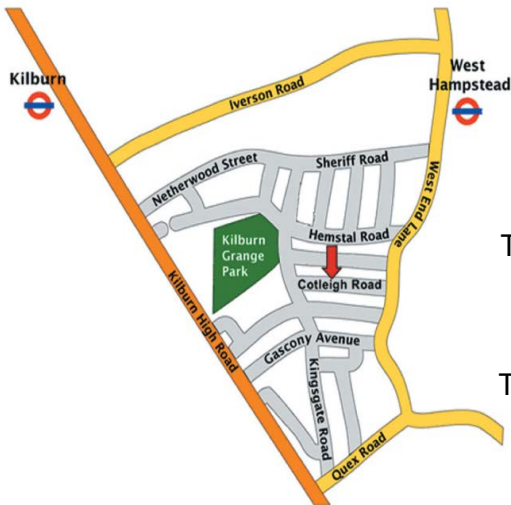 Kilburn
West
Hampstead
Iverson Road
Netherwood Street
Sheriff Road
West End Lane
Kilburn
Grange
Park
Hemstal Road
T
Cotleigh Road
Kilburn High Road
Gascony Avenue
Kingsgate Road
T
Quex Road